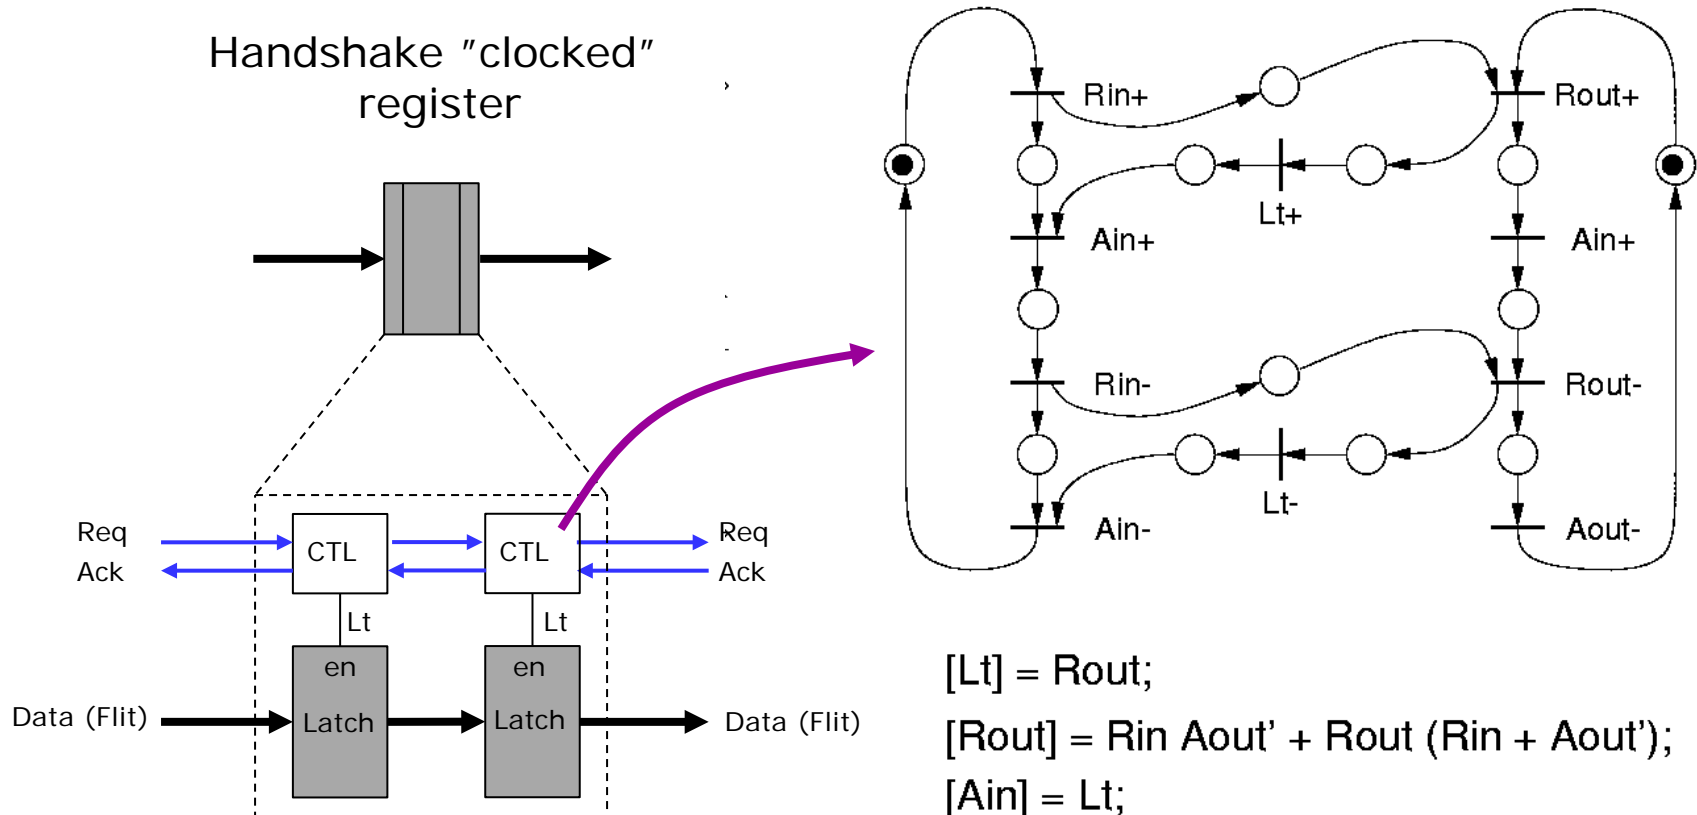 Handshake "clocked"
register
Req
Ack
CTL
CTL
Req
Ack
Lt
Lt
en
en
Latch
Latch
Data (Flit)
Data (Flit)
Rin+
Rout+
Lt+
Ain+
Ain+
Rin-
Rout-
Lt-
Ain-
Aout-
[Lt] = Rout;
[Rout] = Rin Aout' + Rout (Rin + Aout');
[Ain] = Lt;